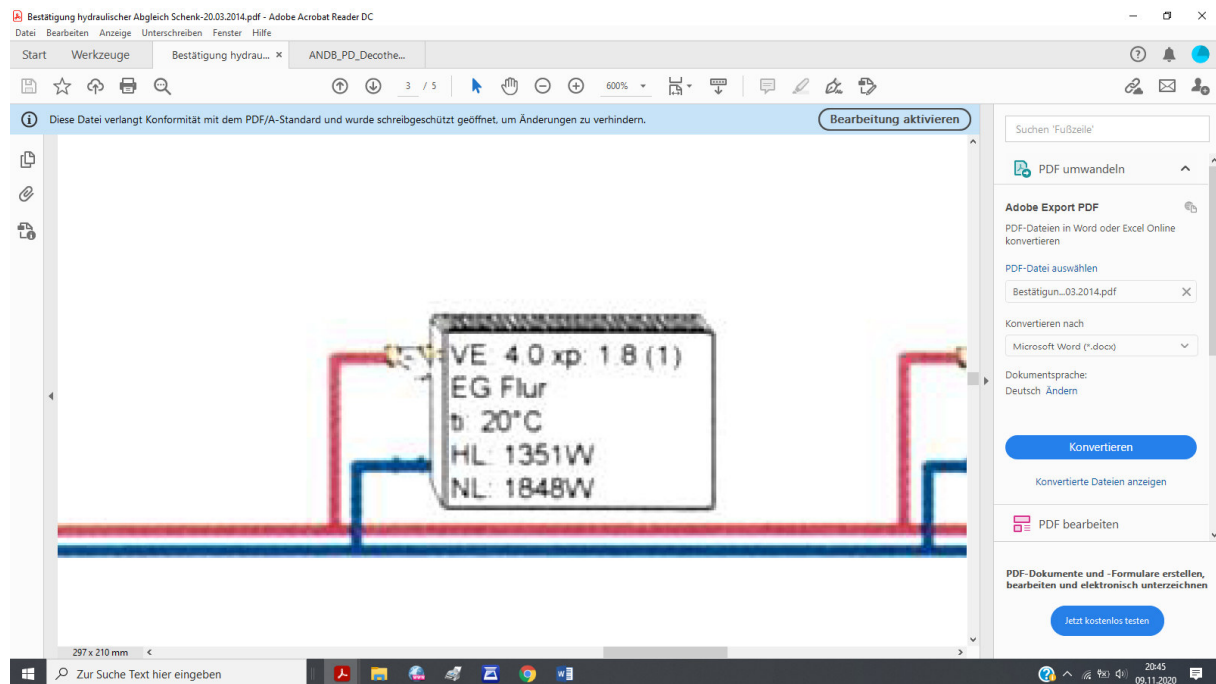 Bestätigung hydraulischer Abgleich Schenk-20.03.2014.pdf - Adobe Acrobat Reader DC
Datei Bearbeiten Anzeige Unterschreiben Fenster Hilfe
Start Werkzeuge Bestätigung hydrau... × ANDB_PD_Decothe...
3 / 5 600%
Diese Datei verlangt Konformität mit dem PDF/A-Standard und wurde schreibgeschützt geöffnet, um Änderungen zu verhindern. Bearbeitung aktivieren
Suchen 'Fußzeile'
PDF umwandeln
Adobe Export PDF
PDF-Dateien in Word oder Excel Online
konvertieren
PDF-Datei auswählen
Bestätigun...03.2014.pdf
Konvertieren nach
Microsoft Word (*.docx)
Dokumentsprache:
Deutsch Ändern
Konvertieren
Konvertierte Dateien anzeigen
PDF bearbeiten
PDF-Dokumente und -Formulare erstellen,
bearbeiten und elektronisch unterzeichnen
Jetzt kostenlos testen
VE: 4.0 xp: 1.8 (1)
EG Flur
ti: 20°C
HL: 1351W
NL: 1848W
297 x 210 mm
Zur Suche Text hier eingeben
20:45
09.11.2020